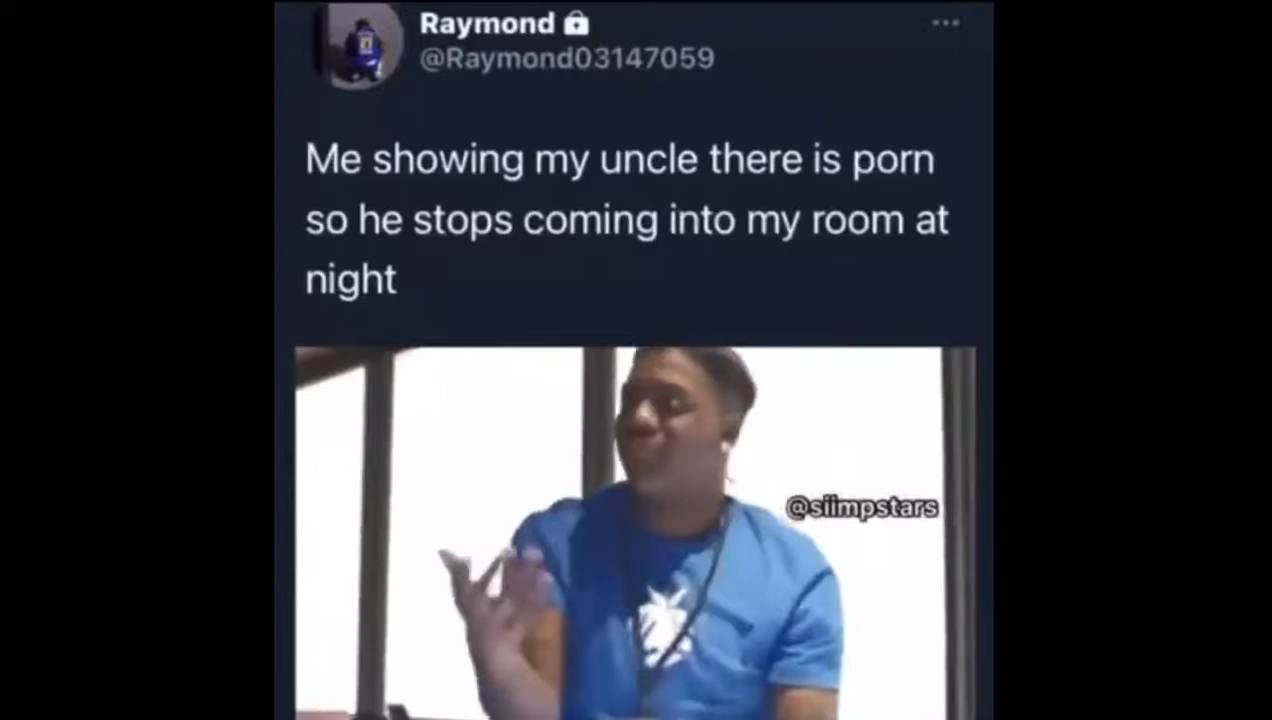 Raymond
@Raymond03147059
Me showing my uncle there is porn
so he stops coming into my room at
night
@siimpstars